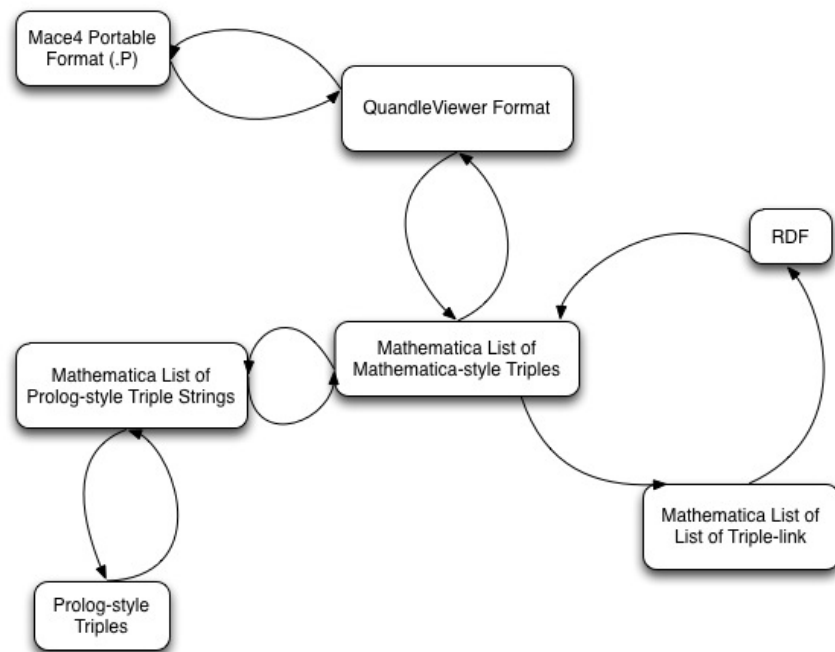 Mace4 Portable
Format (.P)
QuandleViewer Format
RDF
Mathematica List of
Mathematica-style Triples
Mathematica List of
Prolog-style Triple Strings
Mathematica List of
List of Triple-link
Prolog-style
Triples